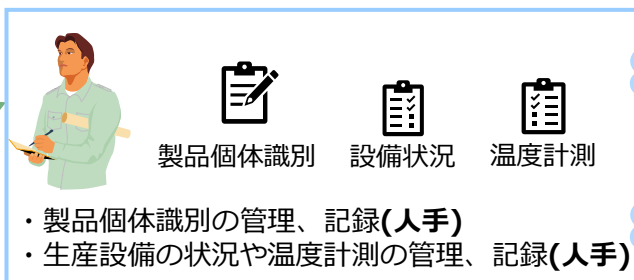 製品個体識別 設備状況 温度計測
・製品個体識別の管理、記録(人手)
・生産設備の状況や温度計測の管理、記録(人手)